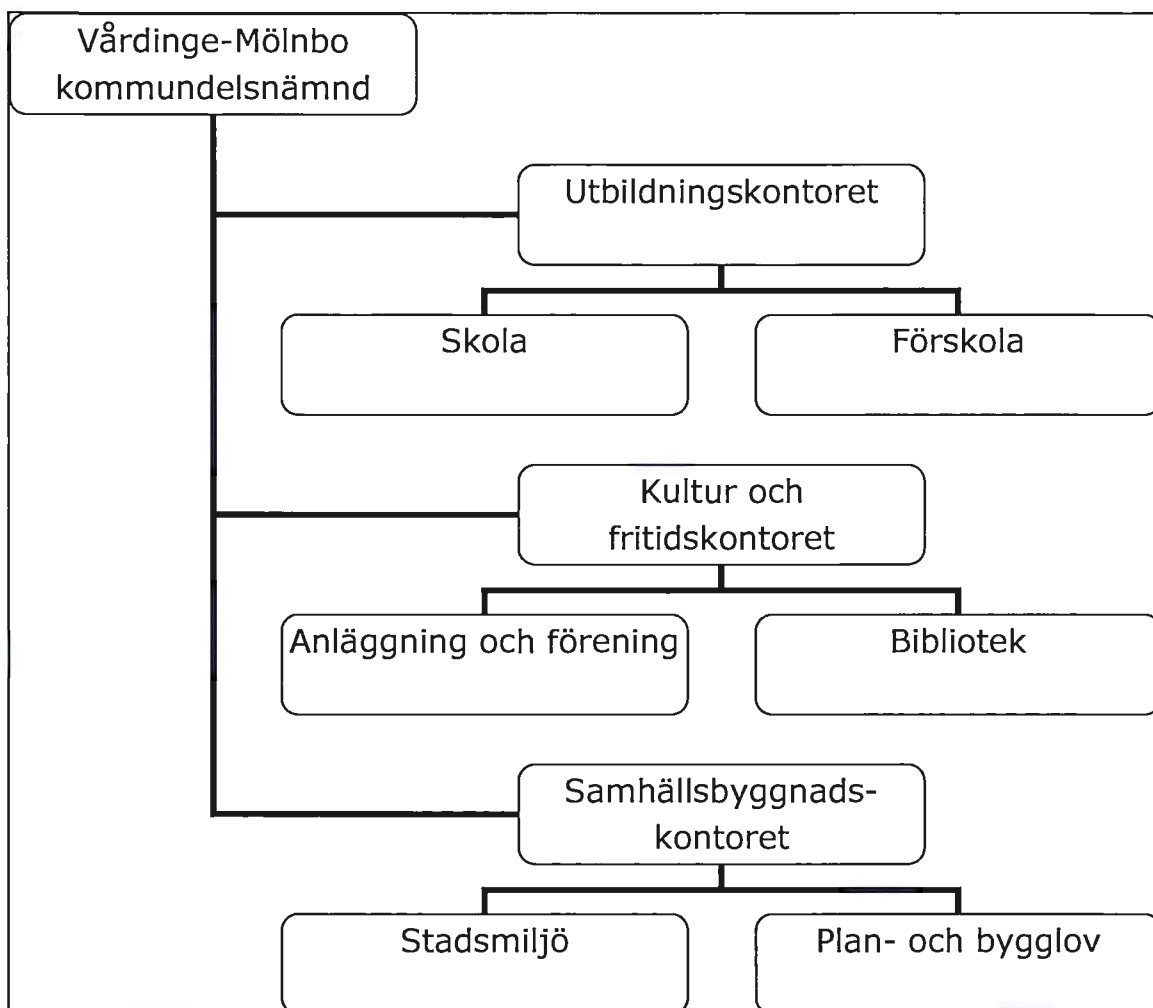 Vårdinge-Mölnbo
kommundelsnämnd
Utbildningskontoret
Skola
Förskola
Kultur och
fritidskontoret
Anläggning och förening
Bibliotek
Samhällsbyggnads-
kontoret
Stadsmiljö
Plan- och bygglov